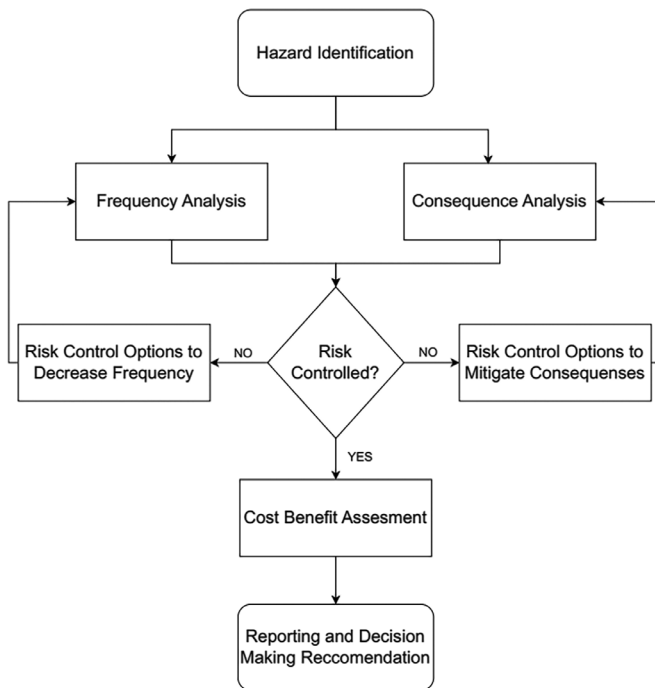 Hazard Identification
Frequency Analysis
Consequence Analysis
Risk Control Options to
Decrease Frequency
NO
Risk
Controlled?
NO
Risk Control Options to
Mitigate Consequenses
YES
Cost Benefit Assesment
Reporting and Decision
Making Reccomendation